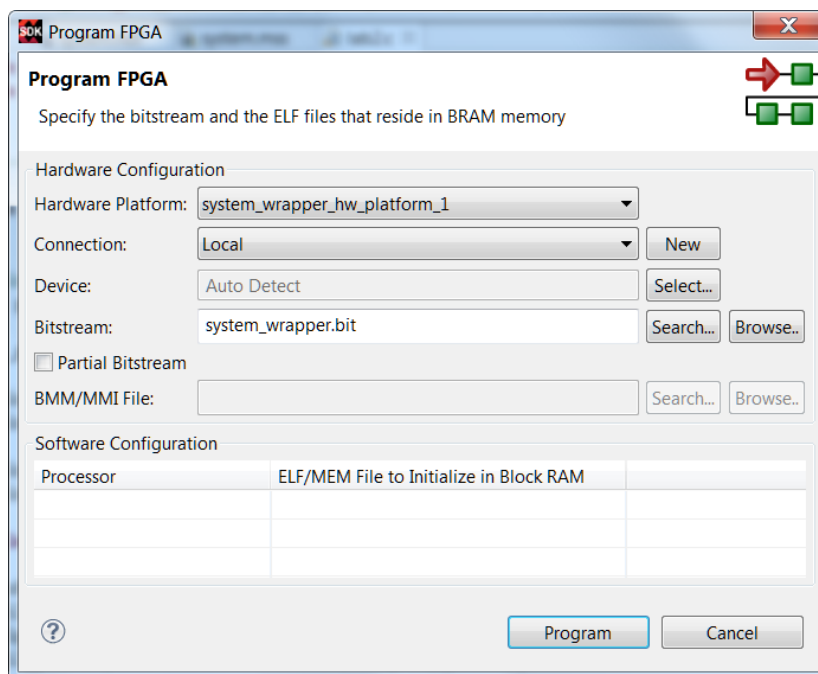 SDK Program FPGA
Program FPGA
Specify the bitstream and the ELF files that reside in BRAM memory
Hardware Configuration
Hardware Platform: system_wrapper_hw_platform_1
Connection: Local New
Device: Auto Detect Select...
Bitstream: system_wrapper.bit Search... Browse..
Partial Bitstream
BMM/MMI File: Search... Browse..
Software Configuration
Processor ELF/MEM File to Initialize in Block RAM
? Program Cancel